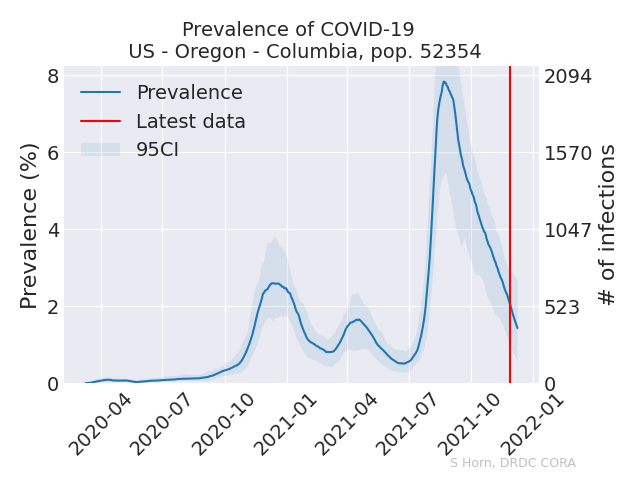 Prevalence of COVID-19
US - Oregon - Columbia, pop. 52354
Prevalence
Latest data
95CI
Prevalence (%)
8
6
4
2
0
2094
1570
1047
523
0
# of infections
2020-04
2020-07
2020-10
2021-01
2021-04
2021-07
2021-10
2022-01
S Horn, DRDC CORA